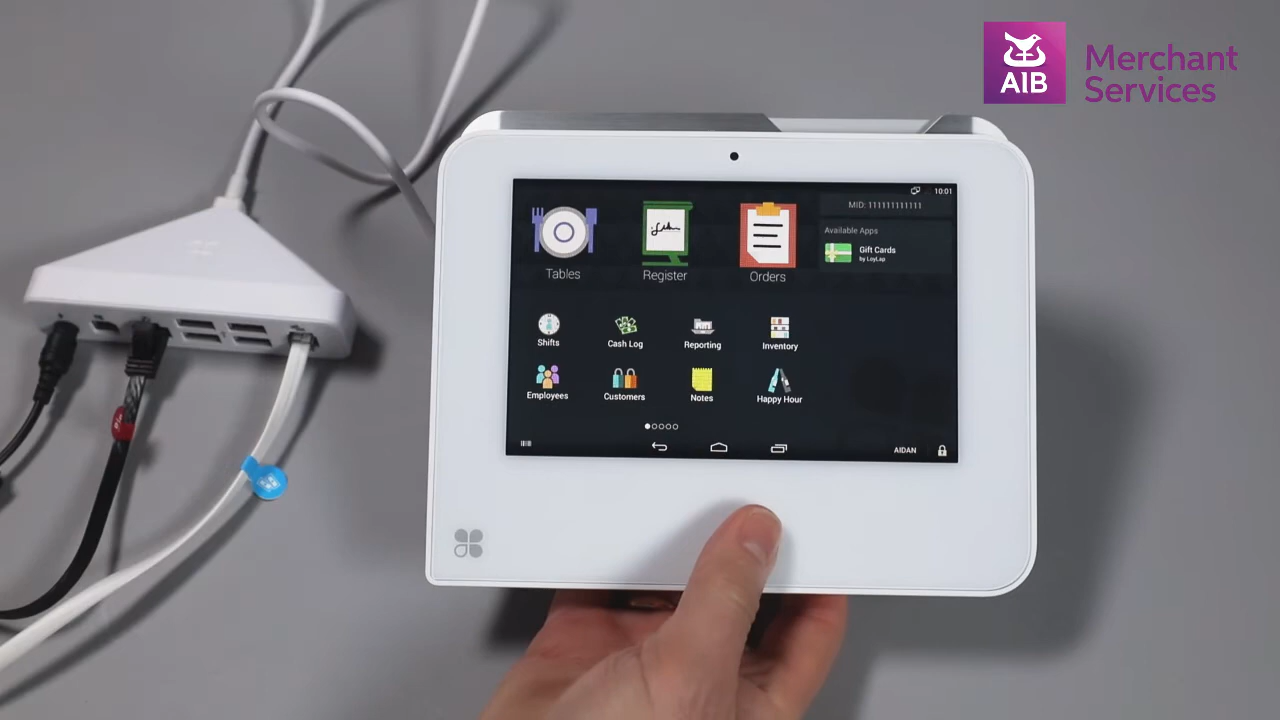 AIB
Merchant
Services
10:01
MID: 111111111111
Available Apps
Gift Cards
by LoyLap
Tables
Register
Orders
Shifts
Cash Log
Reporting
Inventory
Employees
Customers
Notes
Happy Hour
AIDAN